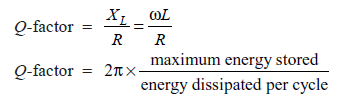 Q-factor = X_L/R = ωL/R
Q-factor = 2π × maximum energy stored/energy dissipated per cycle